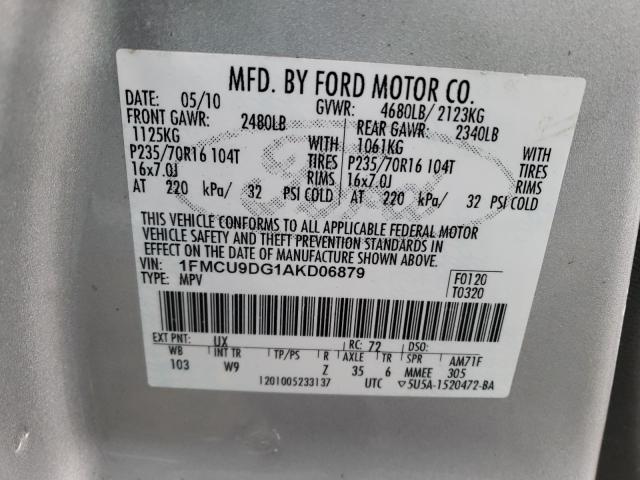 MFD. BY FORD MOTOR CO.
DATE: 05/10 GVWR: 4680LB/ 2123KG
FRONT GAWR: 2480LB REAR GAWR: 2340LB
1125KG WITH 1061KG WITH
P235/70R16 104T TIRES P235/70R16 104T TIRES
16x7.0J RIMS 16x7.0J RIMS
AT 220 kPa/ 32 PSI COLD AT 220 kPa/ 32 PSI COLD
Ford
THIS VEHICLE CONFORMS TO ALL APPLICABLE FEDERAL MOTOR
VEHICLE SAFETY AND THEFT PREVENTION STANDARDS IN
EFFECT ON THE DATE OF MANUFACTURE SHOWN ABOVE.
VIN: 1FMCU9DG1AKD06879 F0120
TYPE: MPV T0320
EXT PNT: UX RC: 72 DSO:
WB INT TR TP/PS R AXLE TR SPR AM71F
103 W9 Z 35 6 MMEE 305
1201005233137 UTC ▽5U5A-1520472-BA